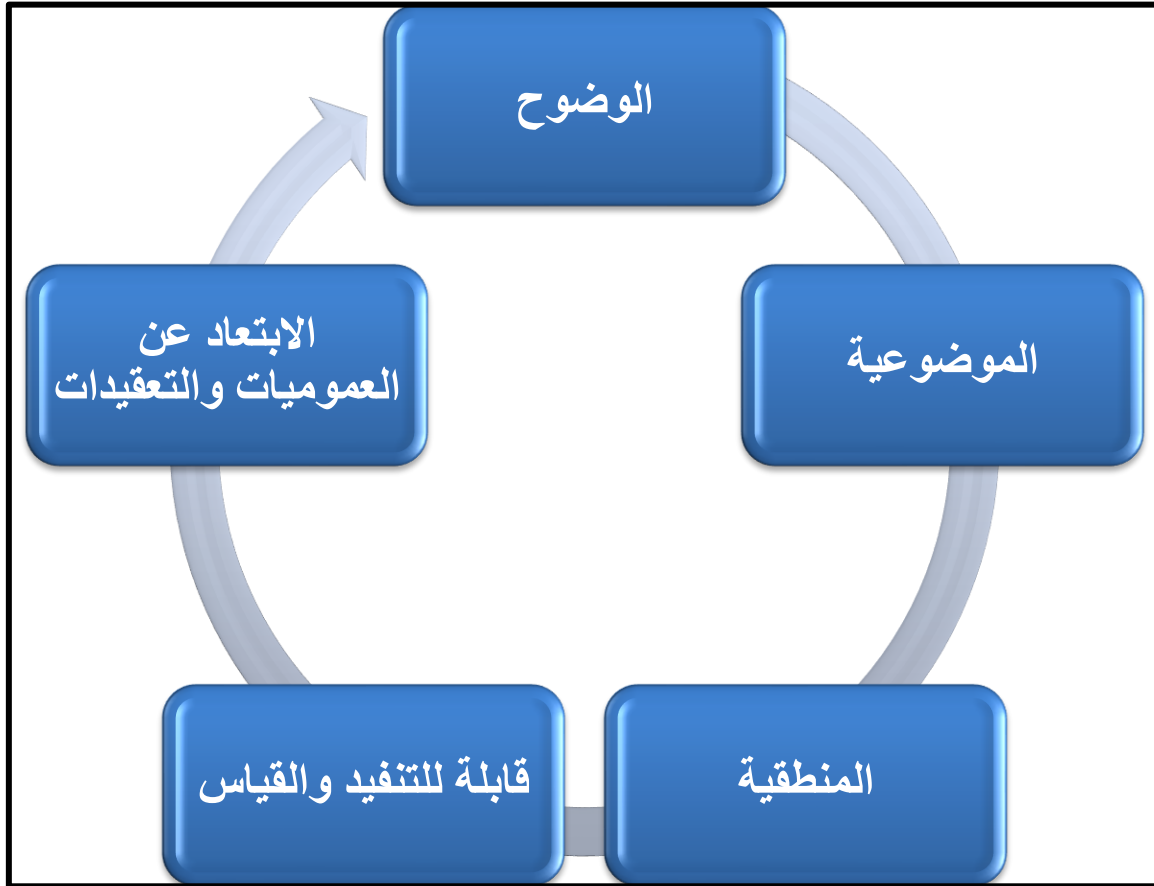 الوضوح
الموضوعية
المنطقية
قابلة للتنفيد والقياس
الابتعاد عن
العموميات والتعقيدات